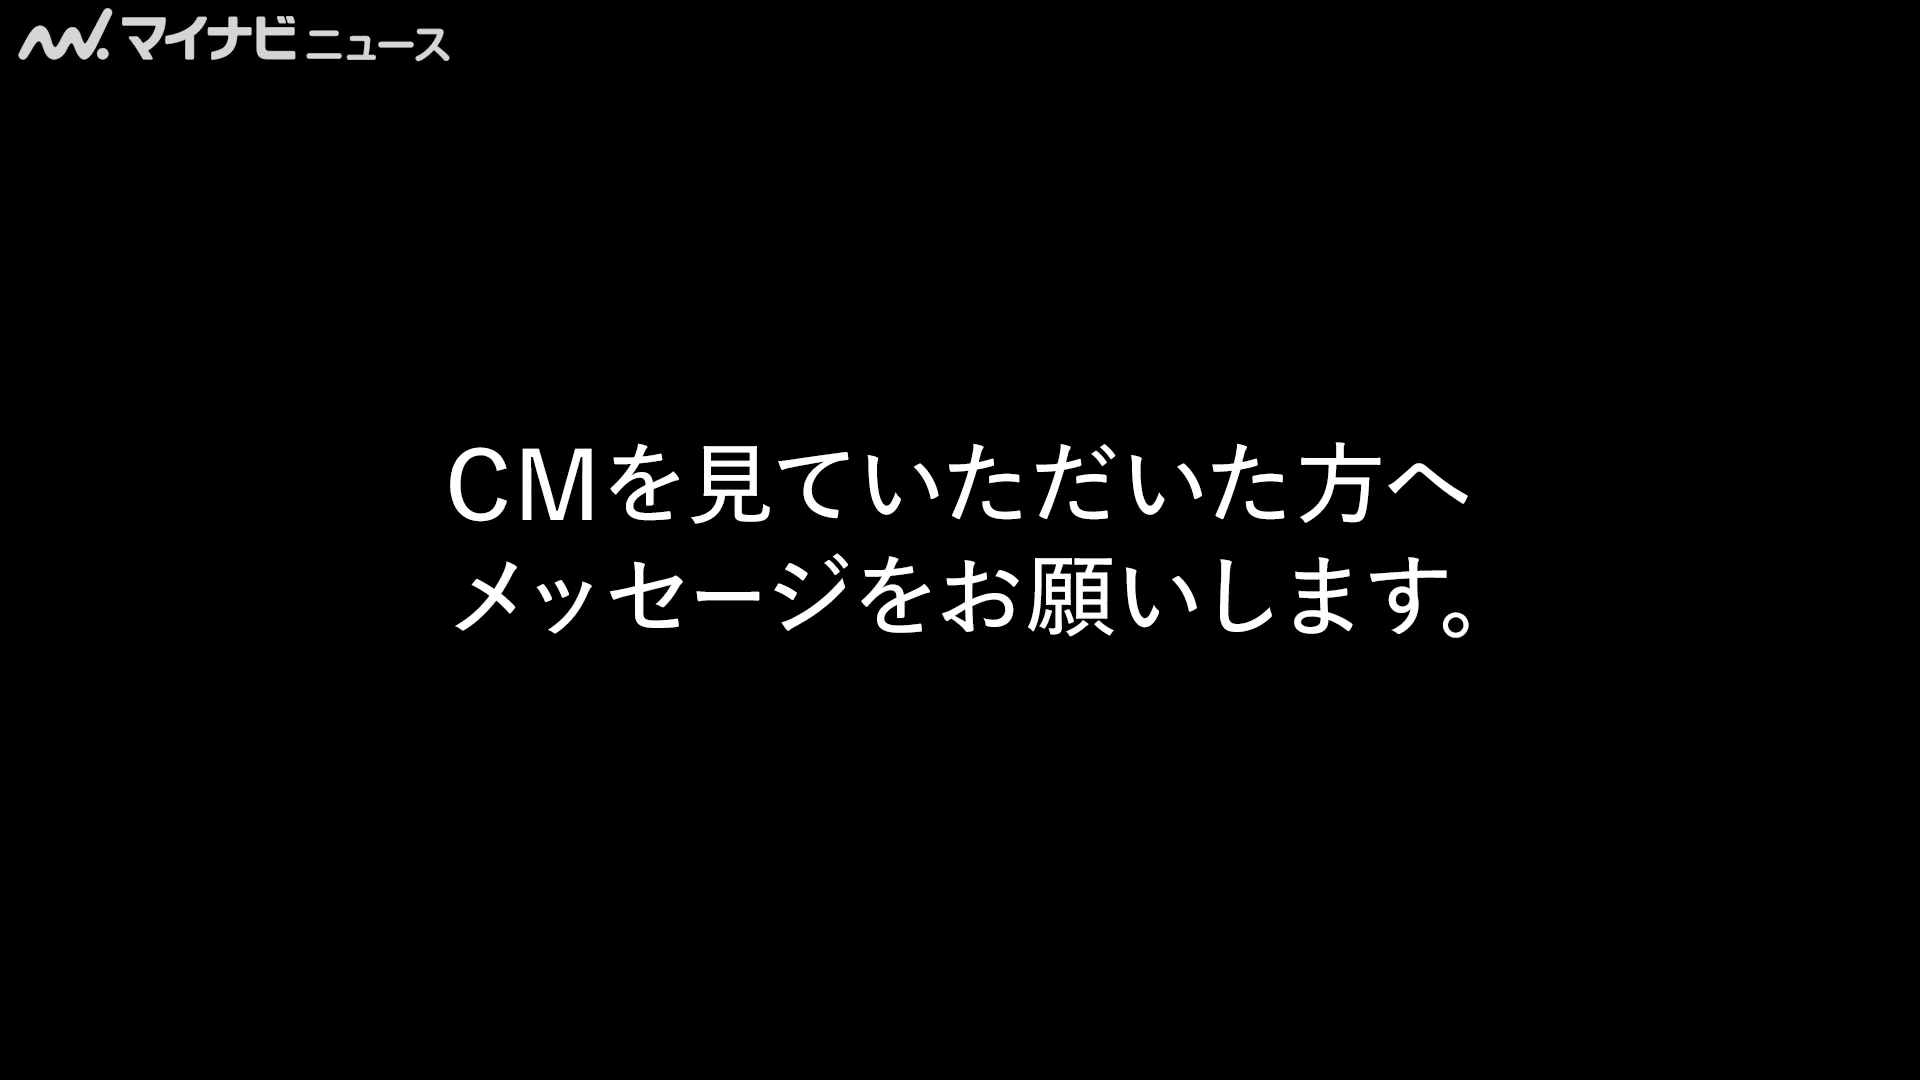 マイナビニュース
CMを見ていただいた方へ
メッセージをお願いします。